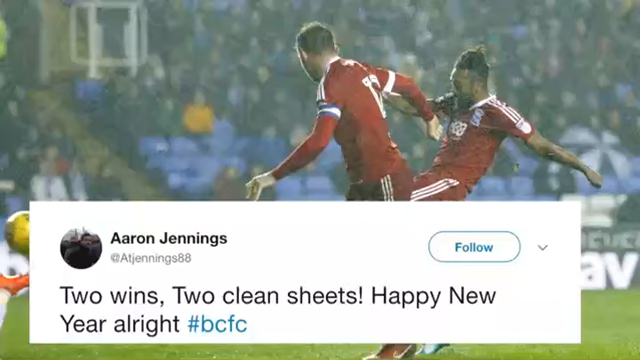 Aaron Jennings
@Atjennings88
Follow
Two wins, Two clean sheets! Happy New
Year alright #bcfc